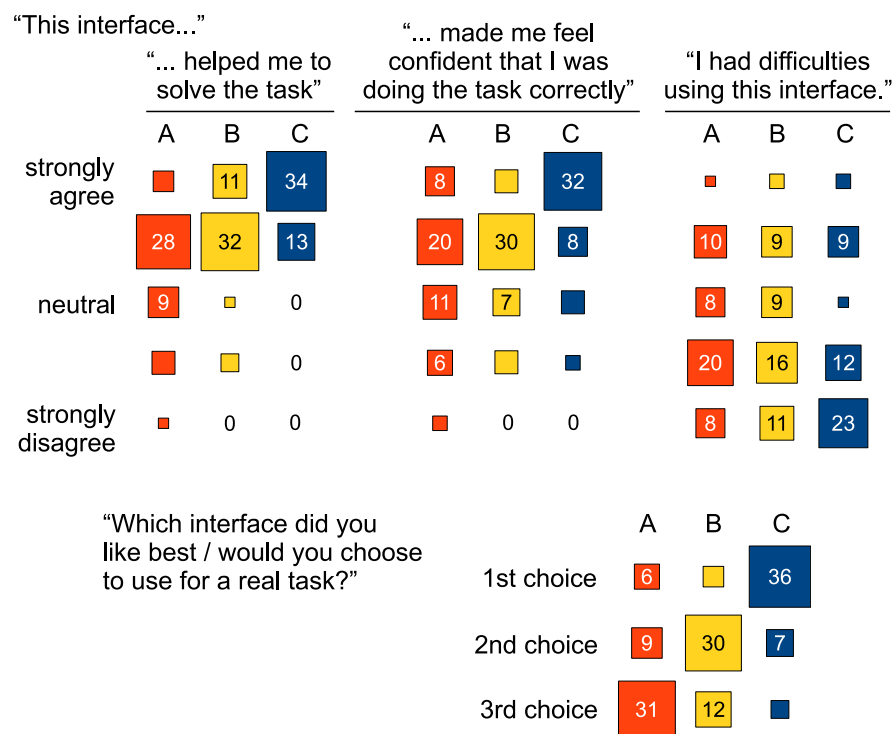 “This interface...”
“... helped me to
solve the task”
“... made me feel
confident that I was
doing the task correctly”
“I had difficulties
using this interface.”
A B C A B C A B C
strongly
agree
11 34 8 32
28 32 13 20 30 8 10 9 9
neutral
9 0 11 7 8 9
0 6 20 16 12
strongly
disagree
0 0 0 0 8 11 23
“Which interface did you
like best / would you choose
to use for a real task?”
A B C
1st choice 6 36
2nd choice 9 30 7
3rd choice 31 12